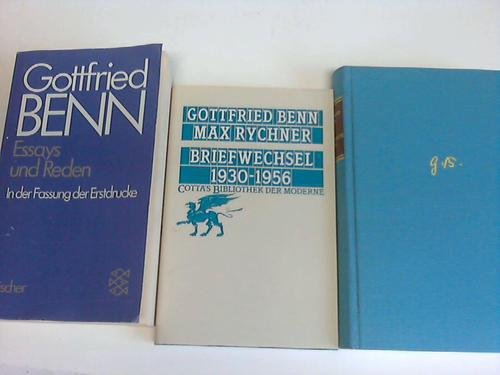 Gottfried
BENN
Essays
und Reden
In der Fassung der Erstdrucke
ischer
GOTTFRIED BENN
MAX RYCHNER
BRIEFWECHSEL
1930-1956
COTTA'S BIBLIOTHEK DER MODERNE
g.B.